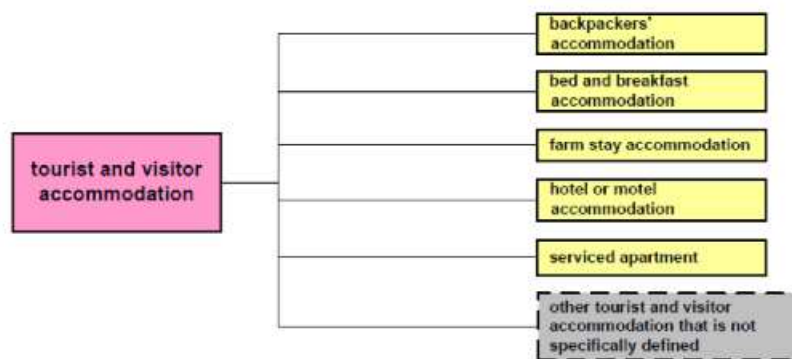 tourist and visitor
accommodation
backpackers'
accommodation
bed and breakfast
accommodation
farm stay accommodation
hotel or motel
accommodation
serviced apartment
other tourist and visitor
accommodation that is not
specifically defined